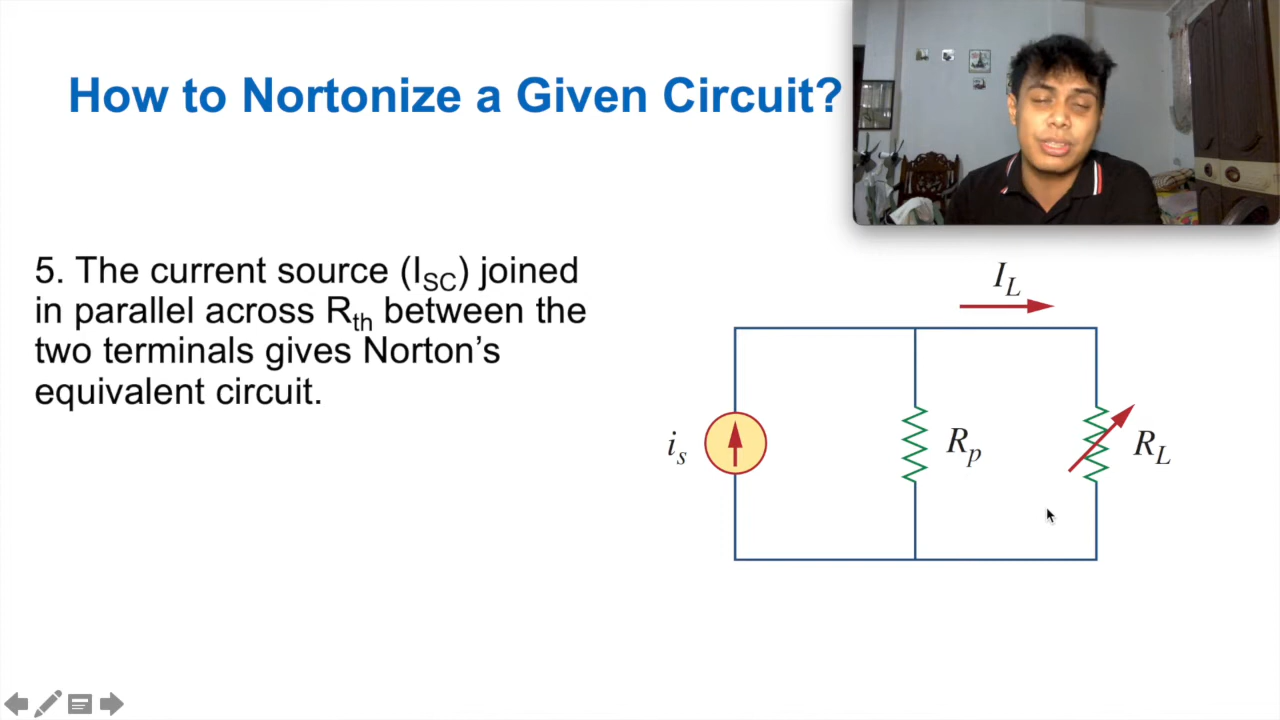 How to Nortonize a Given Circuit?
5. The current source (I_SC) joined
in parallel across R_th between the
two terminals gives Norton’s
equivalent circuit.
I_L
i_s
R_p
R_L